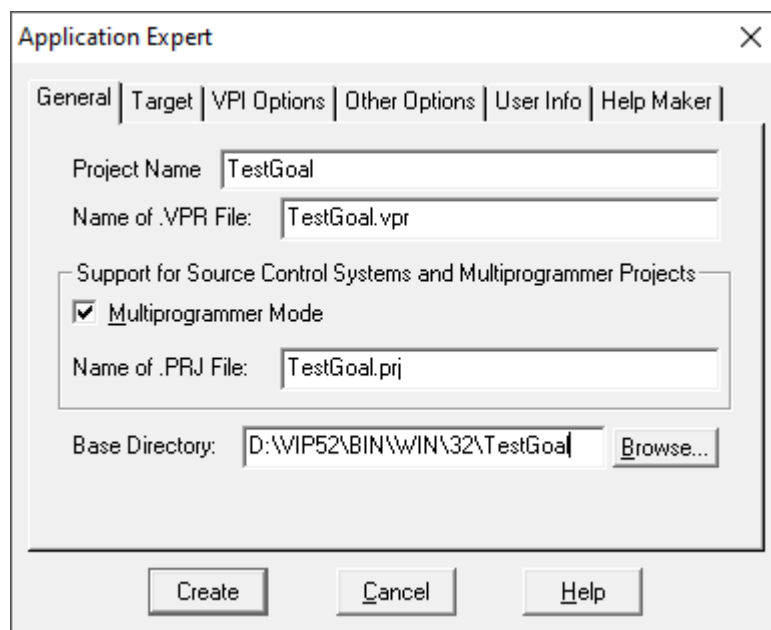 Application Expert
General Target VPI Options Other Options User Info Help Maker
Project Name TestGoal
Name of .VPR File: TestGoal.vpr
Support for Source Control Systems and Multiprogrammer Projects
Multiprogrammer Mode
Name of .PRJ File: TestGoal.prj
Base Directory: D:\VIP52\BIN\WIN\32\TestGoal Browse...
Create Cancel Help